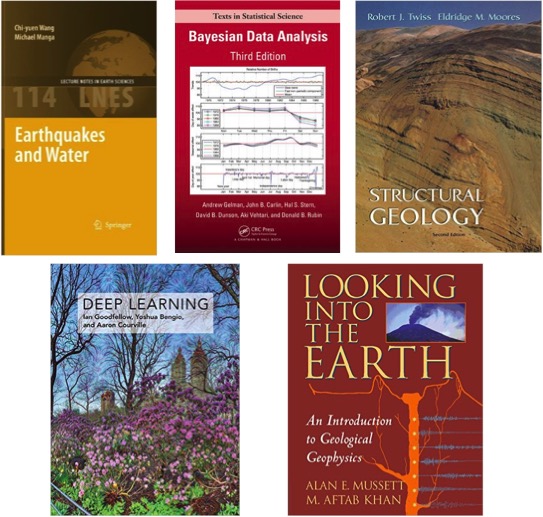 Chi-yuen Wang
Michael Manga
LECTURE NOTES IN EARTH SCIENCES
114 LNES
Earthquakes
and Water
Springer
Texts in Statistical Science
Bayesian Data Analysis
Third Edition
Andrew Gelman, John B. Carlin, Hal S. Stern,
David B. Dunson, Aki Vehtari, and Donald B. Rubin
CRC Press
A CHAPMAN & HALL BOOK
Robert J. Twiss Eldridge M. Moores
STRUCTURAL
GEOLOGY
Second Edition
DEEP LEARNING
Ian Goodfellow, Yoshua Bengio,
and Aaron Courville
LOOKING
INTO
THE
EARTH
An Introduction
to Geological
Geophysics
ALAN E. MUSSETT
M. AFTAB KHAN